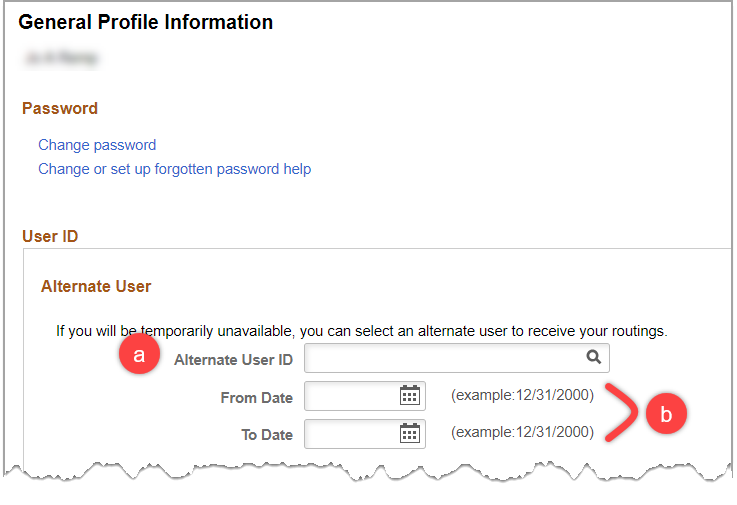 General Profile Information
Password
Change password
Change or set up forgotten password help
User ID
Alternate User
If you will be temporarily unavailable, you can select an alternate user to receive your routings.
a Alternate User ID
From Date (example:12/31/2000)
b
To Date (example:12/31/2000)